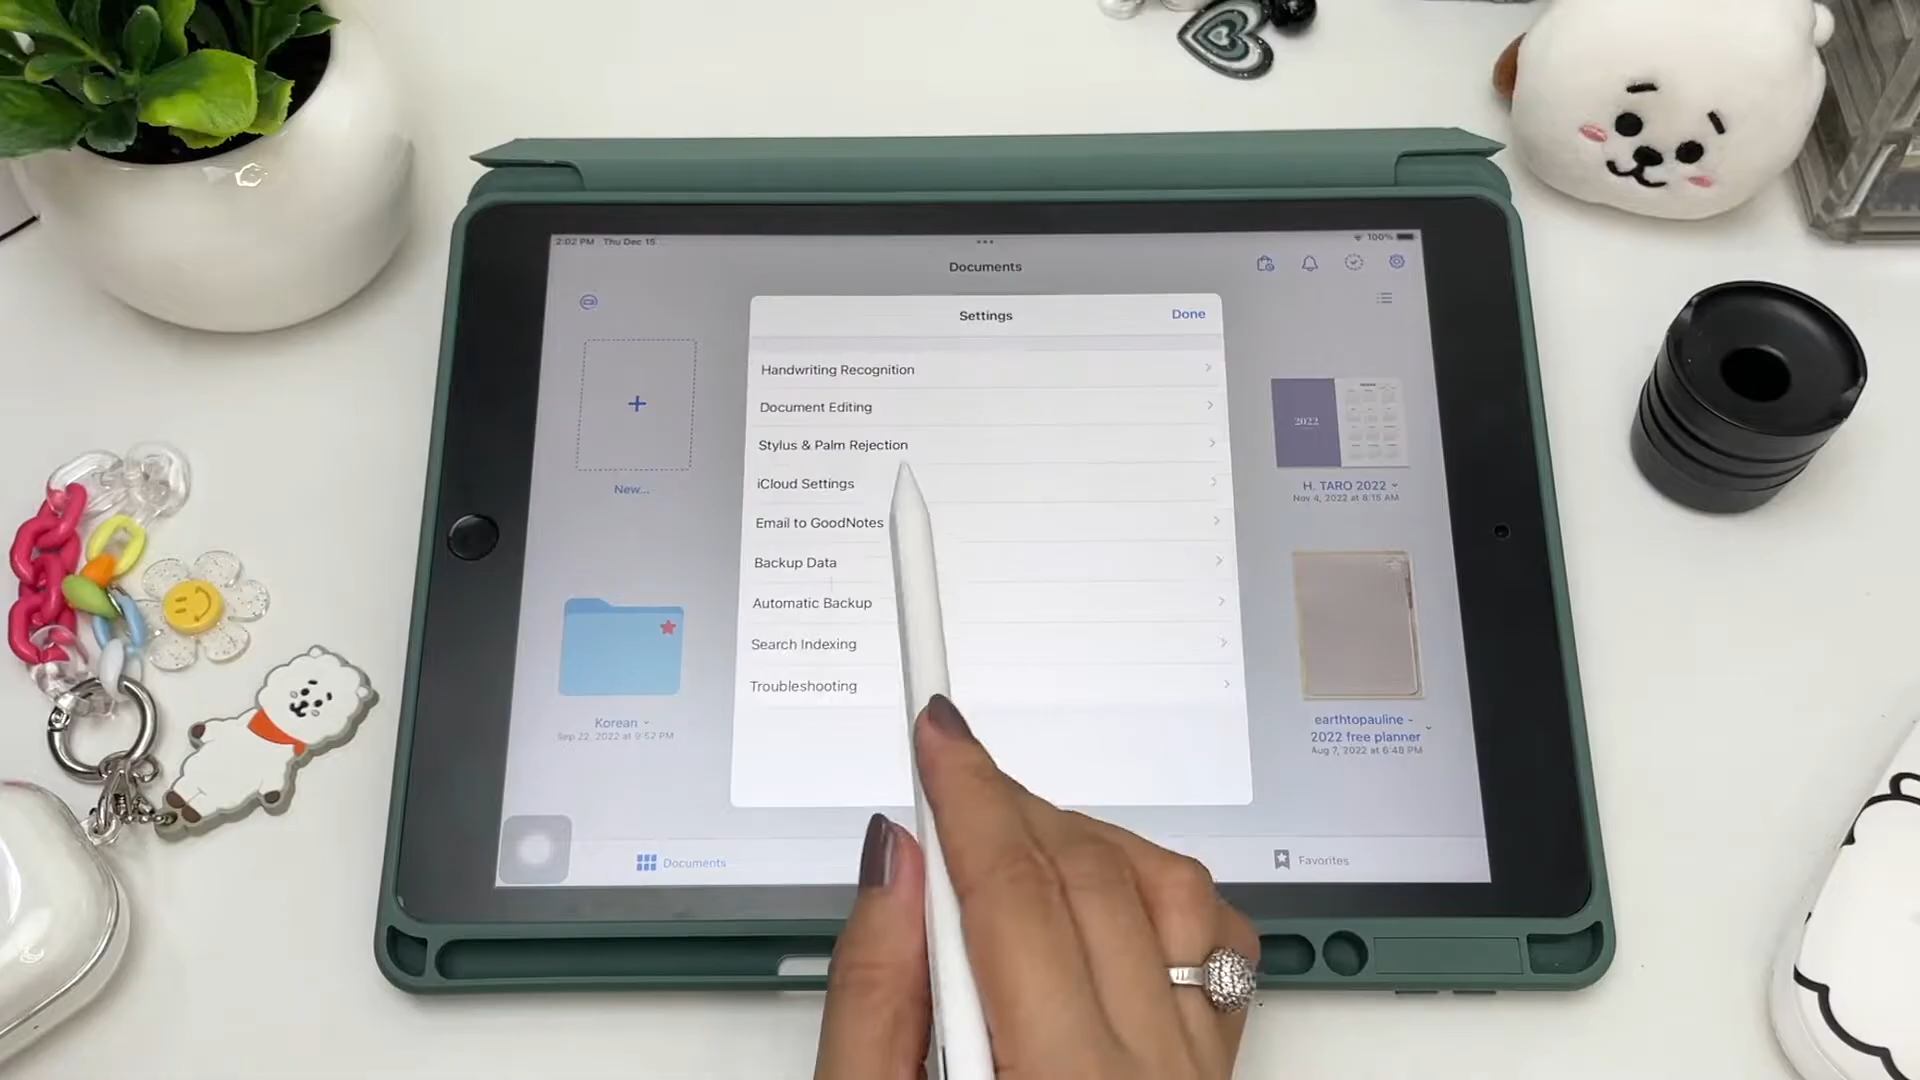 2:02 PM Thu Dec 15
100%
Documents
Settings
Done
Handwriting Recognition
Document Editing
Stylus & Palm Rejection
iCloud Settings
Email to GoodNotes
Backup Data
Automatic Backup
Search Indexing
Troubleshooting
New...
2022
H. TARO 2022
Nov 4, 2022 at 8:15 AM
Korean
Sep 22, 2022 at 9:52 PM
earthtopauline -
2022 free planner
Aug 7, 2022 at 6:48 PM
Documents
Favorites